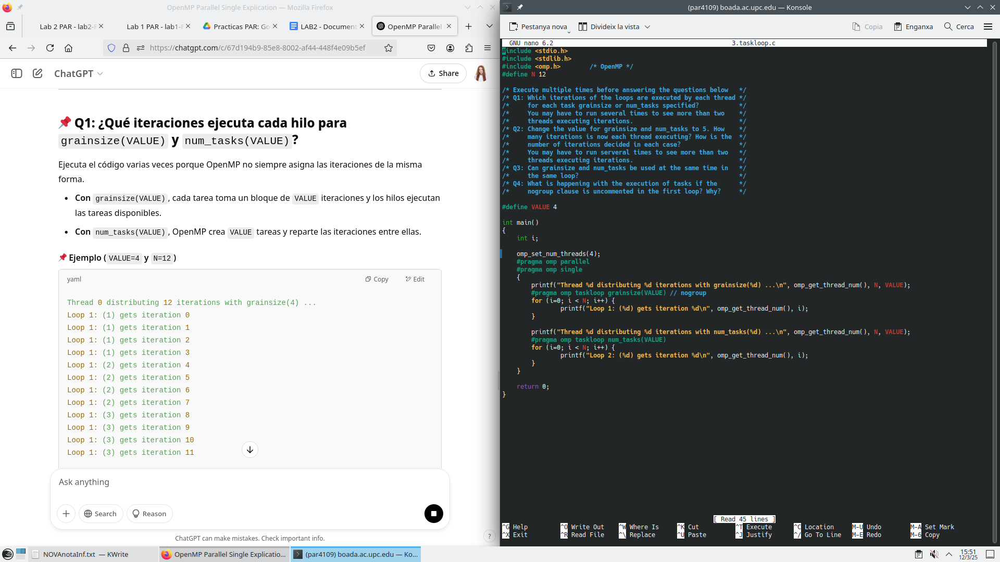 OpenMP Parallel Single Explication — Mozilla Firefox
Lab 2 PAR - lab2-P
Lab 1 PAR - lab1-P
Practicas PAR: Go
LAB2 - Document
OpenMP Parallel
https://chatgpt.com/c/67d194b9-85e8-8002-af44-448f4e09b5ef
ChatGPT
Share
Q1: ¿Qué iteraciones ejecuta cada hilo para
grainsize(VALUE) y num_tasks(VALUE) ?
Ejecuta el código varias veces porque OpenMP no siempre asigna las iteraciones de la misma
forma.
• Con grainsize(VALUE), cada tarea toma un bloque de VALUE iteraciones y los hilos ejecutan
las tareas disponibles.
• Con num_tasks(VALUE), OpenMP crea VALUE tareas y reparte las iteraciones entre ellas.
Ejemplo ( VALUE=4 y N=12 )
yaml
Copy
Edit
Thread 0 distributing 12 iterations with grainsize(4) ...
Loop 1: (1) gets iteration 0
Loop 1: (1) gets iteration 1
Loop 1: (1) gets iteration 2
Loop 1: (1) gets iteration 3
Loop 1: (2) gets iteration 4
Loop 1: (2) gets iteration 5
Loop 1: (2) gets iteration 6
Loop 1: (2) gets iteration 7
Loop 1: (3) gets iteration 8
Loop 1: (3) gets iteration 9
Loop 1: (3) gets iteration 10
Loop 1: (3) gets iteration 11
Ask anything
Search
Reason
ChatGPT can make mistakes. Check important info.
?
(par4109) boada.ac.upc.edu — Konsole
Pestanya nova
Divideix la vista
Copia
Enganxa
Cerca
GNU nano 6.2 3.taskloop.c
#include <stdio.h>
#include <stdlib.h>
#include <omp.h> /* OpenMP */
#define N 12
/* Execute multiple times before answering the questions below */
/* Q1: Which iterations of the loops are executed by each thread */
/* for each task grainsize or num_tasks specified? */
/* You may have to run several times to see more than two */
/* threads executing iterations. */
/* Q2: Change the value for grainsize and num_tasks to 5. How */
/* many iterations is now each thread executing? How is the */
/* number of iterations decided in each case? */
/* You may have to run serveral times to see more than two */
/* threads executing iterations. */
/* Q3: Can grainsize and num_tasks be used at the same time in */
/* the same loop? */
/* Q4: What is happening with the execution of tasks if the */
/* nogroup clause is uncommented in the first loop? Why? */
#define VALUE 4
int main()
{
int i;
omp_set_num_threads(4);
#pragma omp parallel
#pragma omp single
{
printf("Thread %d distributing %d iterations with grainsize(%d) ...\n", omp_get_thread_num(), N, VALUE);
#pragma omp taskloop grainsize(VALUE) // nogroup
for (i=0; i < N; i++) {
printf("Loop 1: (%d) gets iteration %d\n", omp_get_thread_num(), i);
}
printf("Thread %d distributing %d iterations with num_tasks(%d) ...\n", omp_get_thread_num(), N, VALUE);
#pragma omp taskloop num_tasks(VALUE)
for (i=0; i < N; i++) {
printf("Loop 2: (%d) gets iteration %d\n", omp_get_thread_num(), i);
}
}
return 0;
}
[ Read 45 lines ]
^G Help ^O Write Out ^W Where Is ^K Cut ^T Execute ^C Location M-U Undo M-A Set Mark
^X Exit ^R Read File ^\ Replace ^U Paste ^J Justify ^/ Go To Line M-E Redo M-6 Copy
NOVAnotaInf.txt — KWrite
OpenMP Parallel Single Explicatio...
(par4109) boada.ac.upc.edu — Ko...
15:51
12/3/25